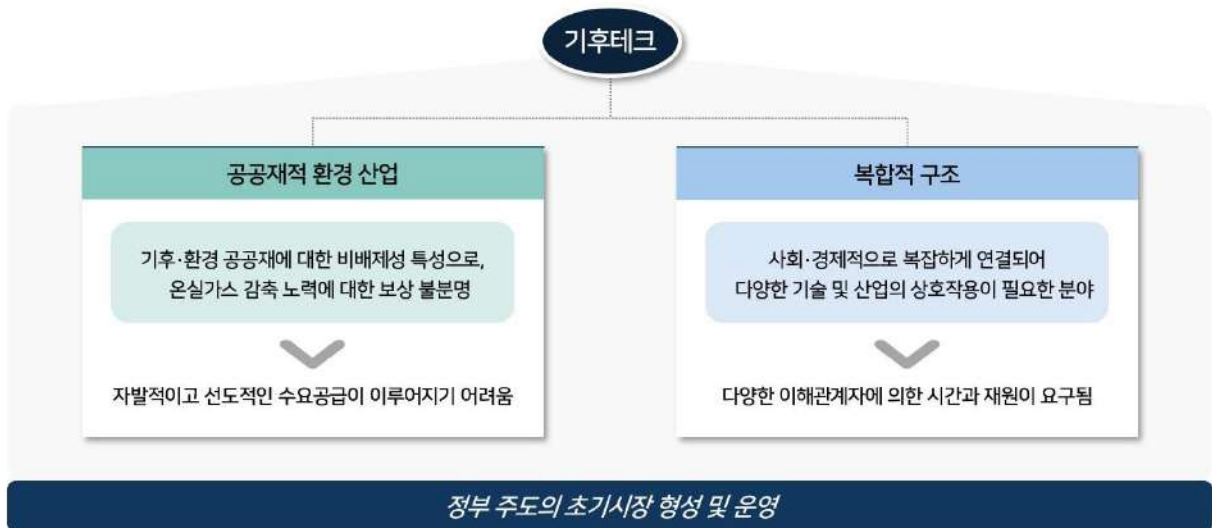 기후테크
공공재적 환경 산업
기후·환경 공공재에 대한 비배제성 특성으로,
온실가스 감축 노력에 대한 보상 불분명
자발적이고 선도적인 수요공급이 이루어지기 어려움
복합적 구조
사회·경제적으로 복잡하게 연결되어
다양한 기술 및 산업의 상호작용이 필요한 분야
다양한 이해관계자에 의한 시간과 재원이 요구됨
정부 주도의 초기시장 형성 및 운영